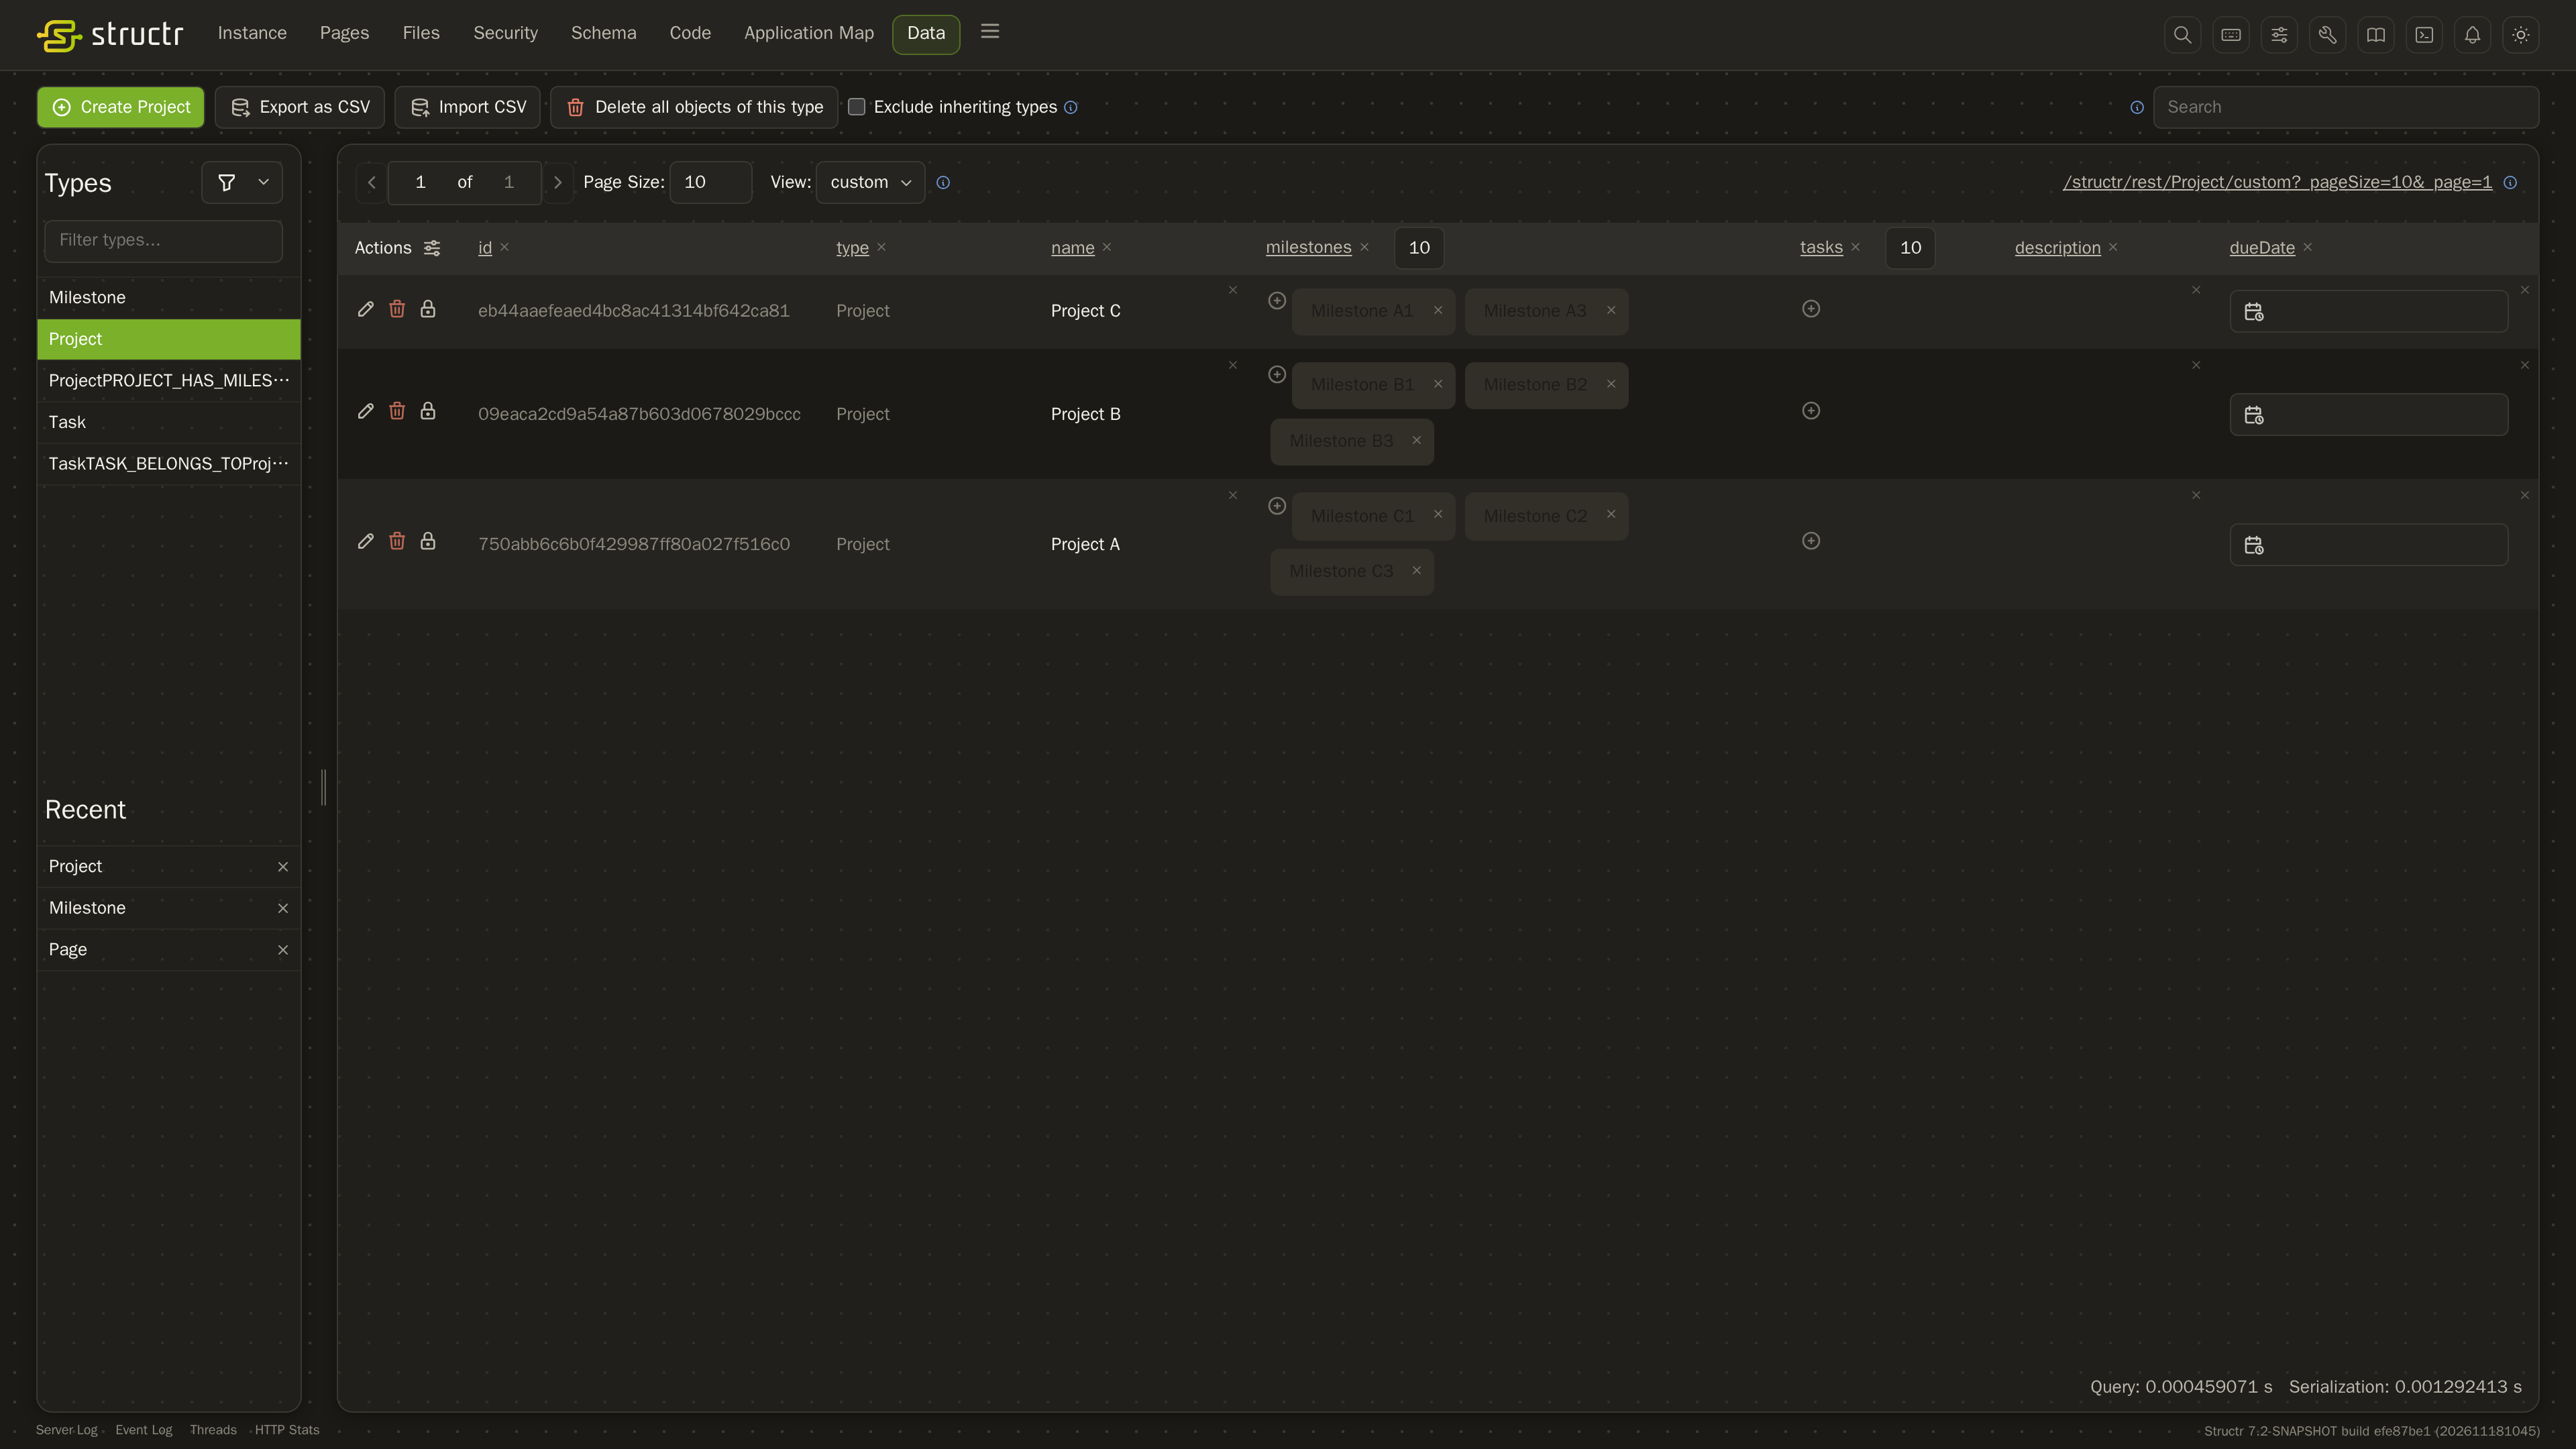 structr Instance Pages Files Security Schema Code Application Map Data
Create Project Export as CSV Import CSV Delete all objects of this type Exclude inheriting types Search
Types
Filter types...
Milestone
Project
ProjectPROJECT_HAS_MILES···
Task
TaskTASK_BELONGS_TOProj···
Recent
Project
Milestone
Page
1 of 1 Page Size: 10 View: custom /structr/rest/Project/custom?_pageSize=10&_page=1
Actions id type name milestones 10 tasks 10 description dueDate
eb44aaefeaed4bc8ac41314bf642ca81 Project Project C Milestone A1 Milestone A3
09eaca2cd9a54a87b603d0678029bccc Project Project B Milestone B1 Milestone B2
Milestone B3
750abb6c6b0f429987ff80a027f516c0 Project Project A Milestone C1 Milestone C2
Milestone C3
Query: 0.000459071 s Serialization: 0.001292413 s
Server Log Event Log Threads HTTP Stats Structr 7.2-SNAPSHOT build efe87be1 (202611181045)